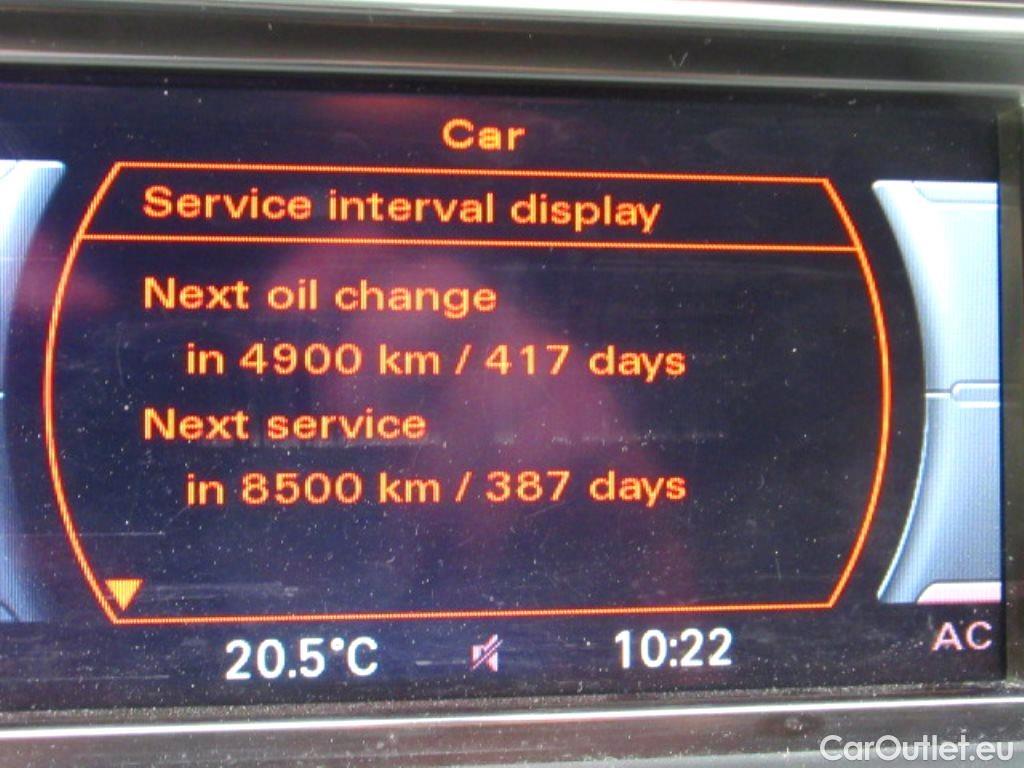 Car
Service interval display
Next oil change
in 4900 km / 417 days
Next service
in 8500 km / 387 days
20.5°C 10:22 AC
CarOutlet.eu